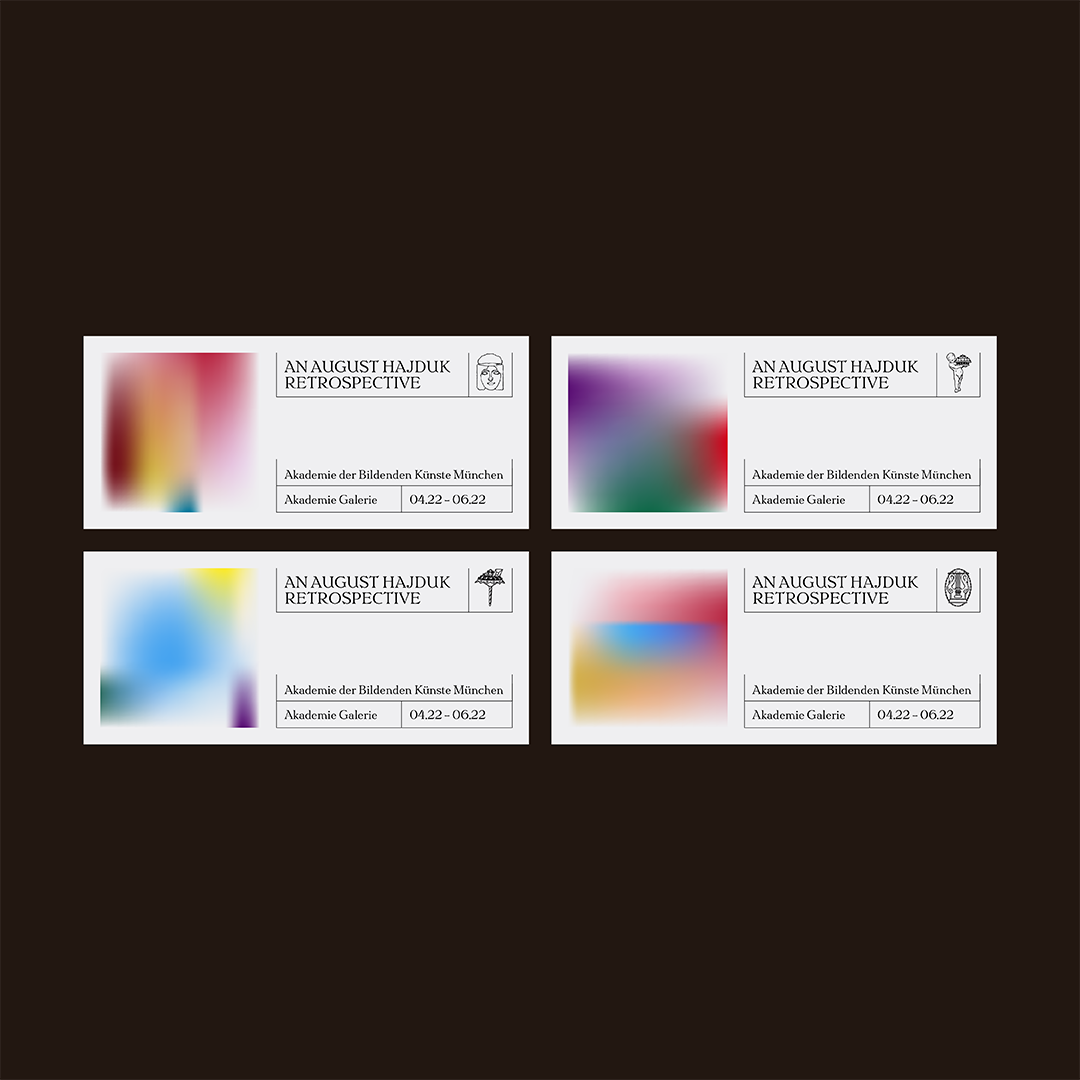 AN AUGUST HAJDUK
RETROSPECTIVE
Akademie der Bildenden Künste München
Akademie Galerie
04.22 – 06.22
AN AUGUST HAJDUK
RETROSPECTIVE
Akademie der Bildenden Künste München
Akademie Galerie
04.22 – 06.22
AN AUGUST HAJDUK
RETROSPECTIVE
Akademie der Bildenden Künste München
Akademie Galerie
04.22 – 06.22
AN AUGUST HAJDUK
RETROSPECTIVE
Akademie der Bildenden Künste München
Akademie Galerie
04.22 – 06.22